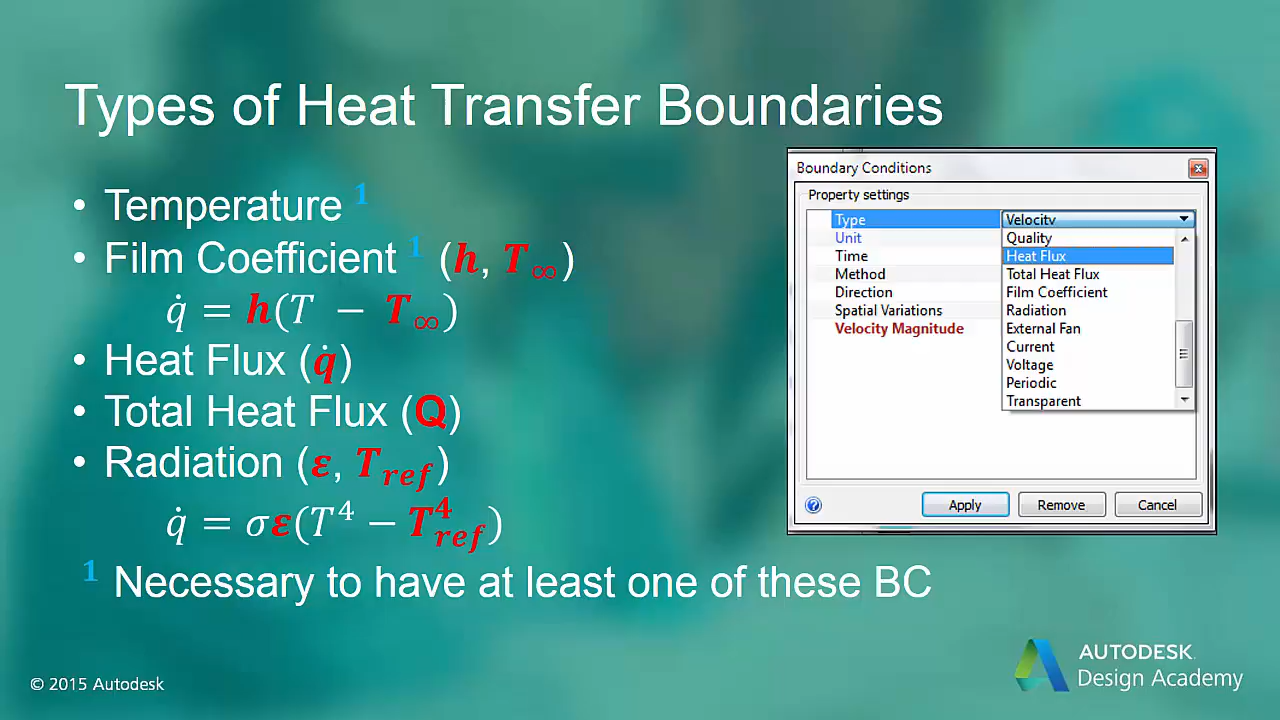 Types of Heat Transfer Boundaries
• Temperature ¹
• Film Coefficient ¹ (h, T∞)
q̇ = h(T − T∞)
• Heat Flux (q̇)
• Total Heat Flux (Q)
• Radiation (ε, T_ref)
q̇ = σε(T⁴ − T⁴_ref)
¹ Necessary to have at least one of these BC
Boundary Conditions
Property settings
Type Velocity
Unit Quality
Time Heat Flux
Method Total Heat Flux
Direction Film Coefficient
Spatial Variations Radiation
Velocity Magnitude External Fan
Current
Voltage
Periodic
Transparent
Apply Remove Cancel
© 2015 Autodesk
AUTODESK.
Design Academy